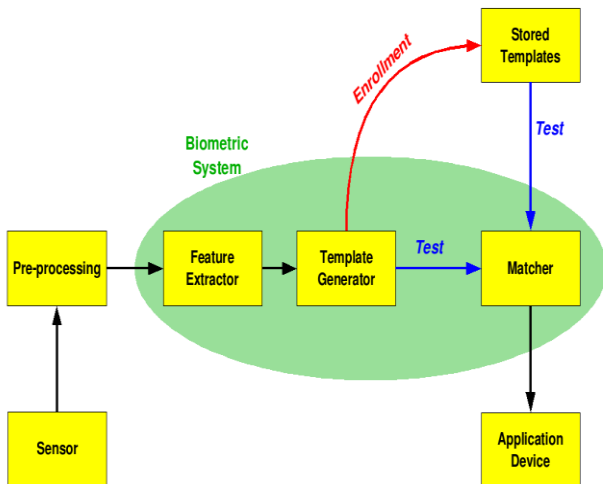 Stored
Templates
Enrollment
Test
Biometric
System
Pre-processing
Feature
Extractor
Template
Generator
Test
Matcher
Sensor
Application
Device